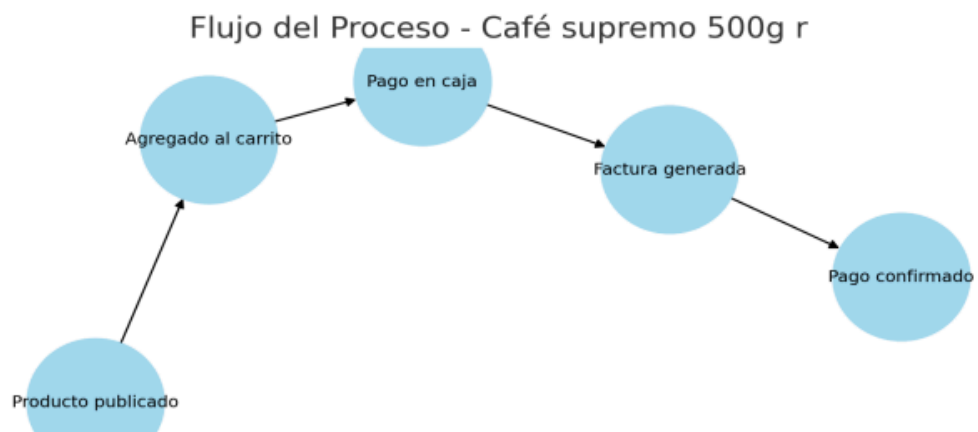 Flujo del Proceso - Café supremo 500g r
Producto publicado
Agregado al carrito
Pago en caja
Factura generada
Pago confirmado